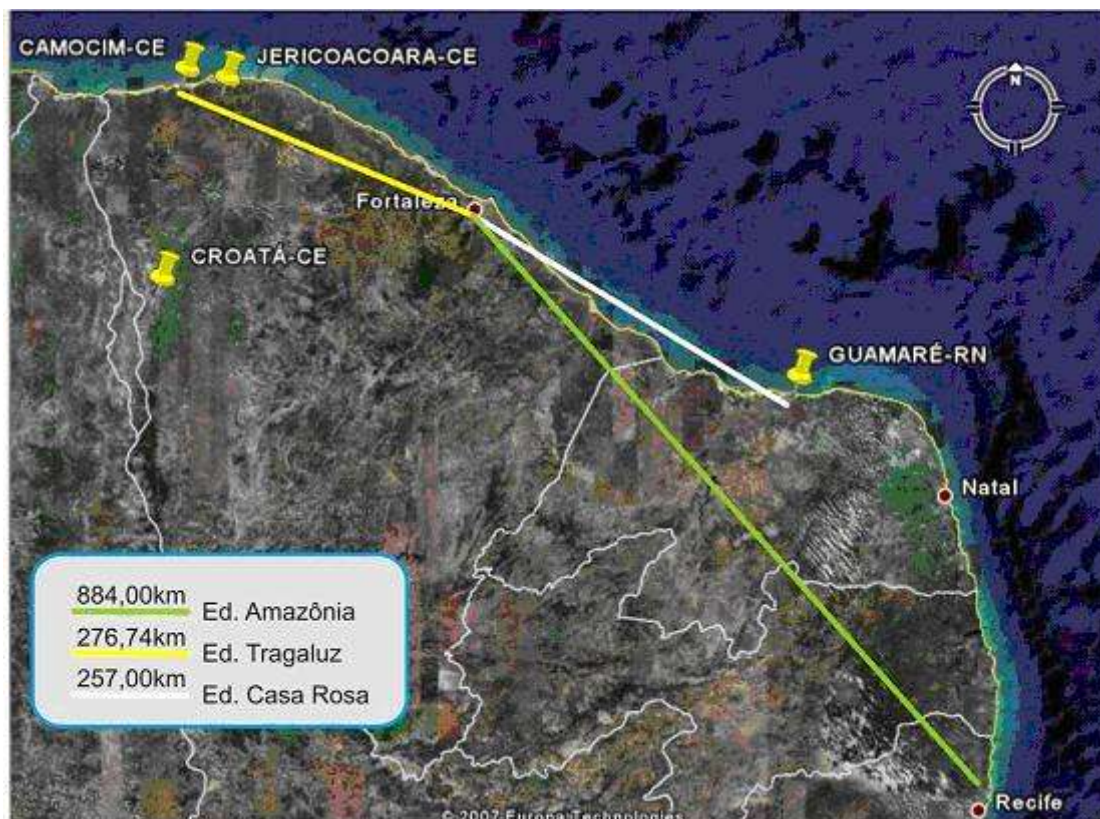 CAMOCIM-CE
JERICOACOARA-CE
N
Fortaleza
CROATÁ-CE
GUAMARÉ-RN
Natal
884,00km
Ed. Amazônia
276,74km
Ed. Tragaluz
257,00km
Ed. Casa Rosa
Recife
© 2007 Europa Technologies